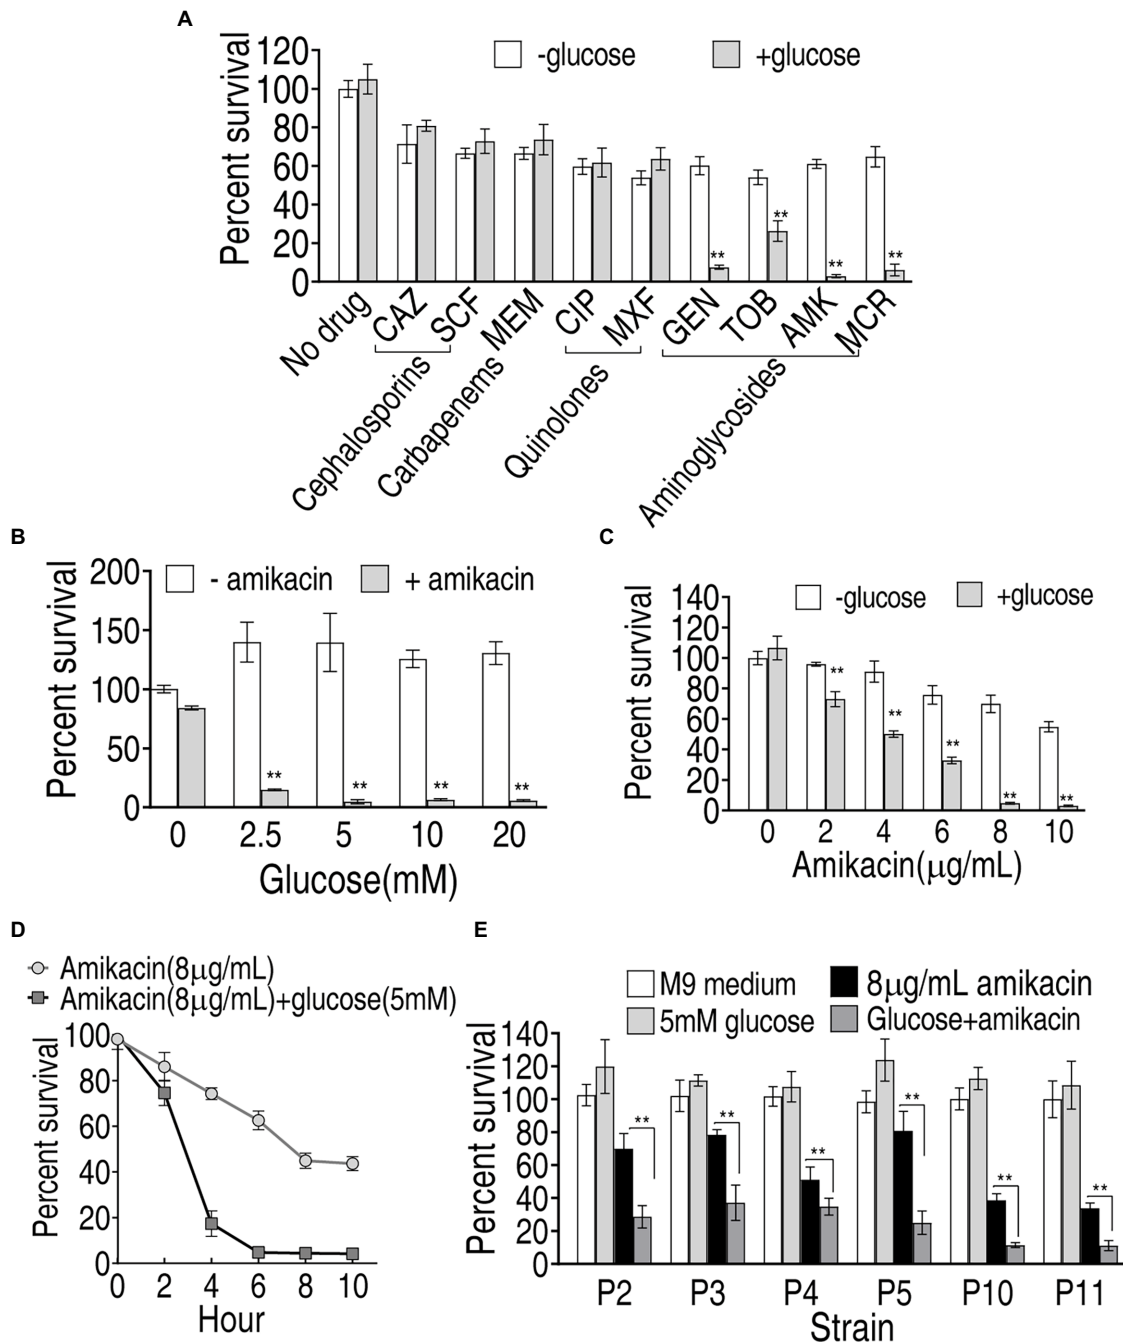 A
-glucose
+glucose
Percent survival
120
100
80
60
40
20
0
**
**
**
**
No drug
CAZ
SCF
MEM
CIP
MXF
GEN
TOB
AMK
MCR
Cephalosporins
Carbapenems
Quinolones
Aminoglycosides
B
- amikacin
+ amikacin
Percent survival
200
150
100
50
0
**
**
**
**
0 2.5 5 10 20
Glucose(mM)
C
-glucose
+glucose
Percent survival
140
120
100
80
60
40
20
0
**
**
**
**
**
0 2 4 6 8 10
Amikacin(µg/mL)
D
Amikacin(8µg/mL)
Amikacin(8µg/mL)+glucose(5mM)
Percent survival
100
80
60
40
20
0
0 2 4 6 8 10
Hour
E
M9 medium
8µg/mL amikacin
5mM glucose
Glucose+amikacin
Percent survival
140
120
100
80
60
40
20
0
**
**
**
**
**
**
P2 P3 P4 P5 P10 P11
Strain